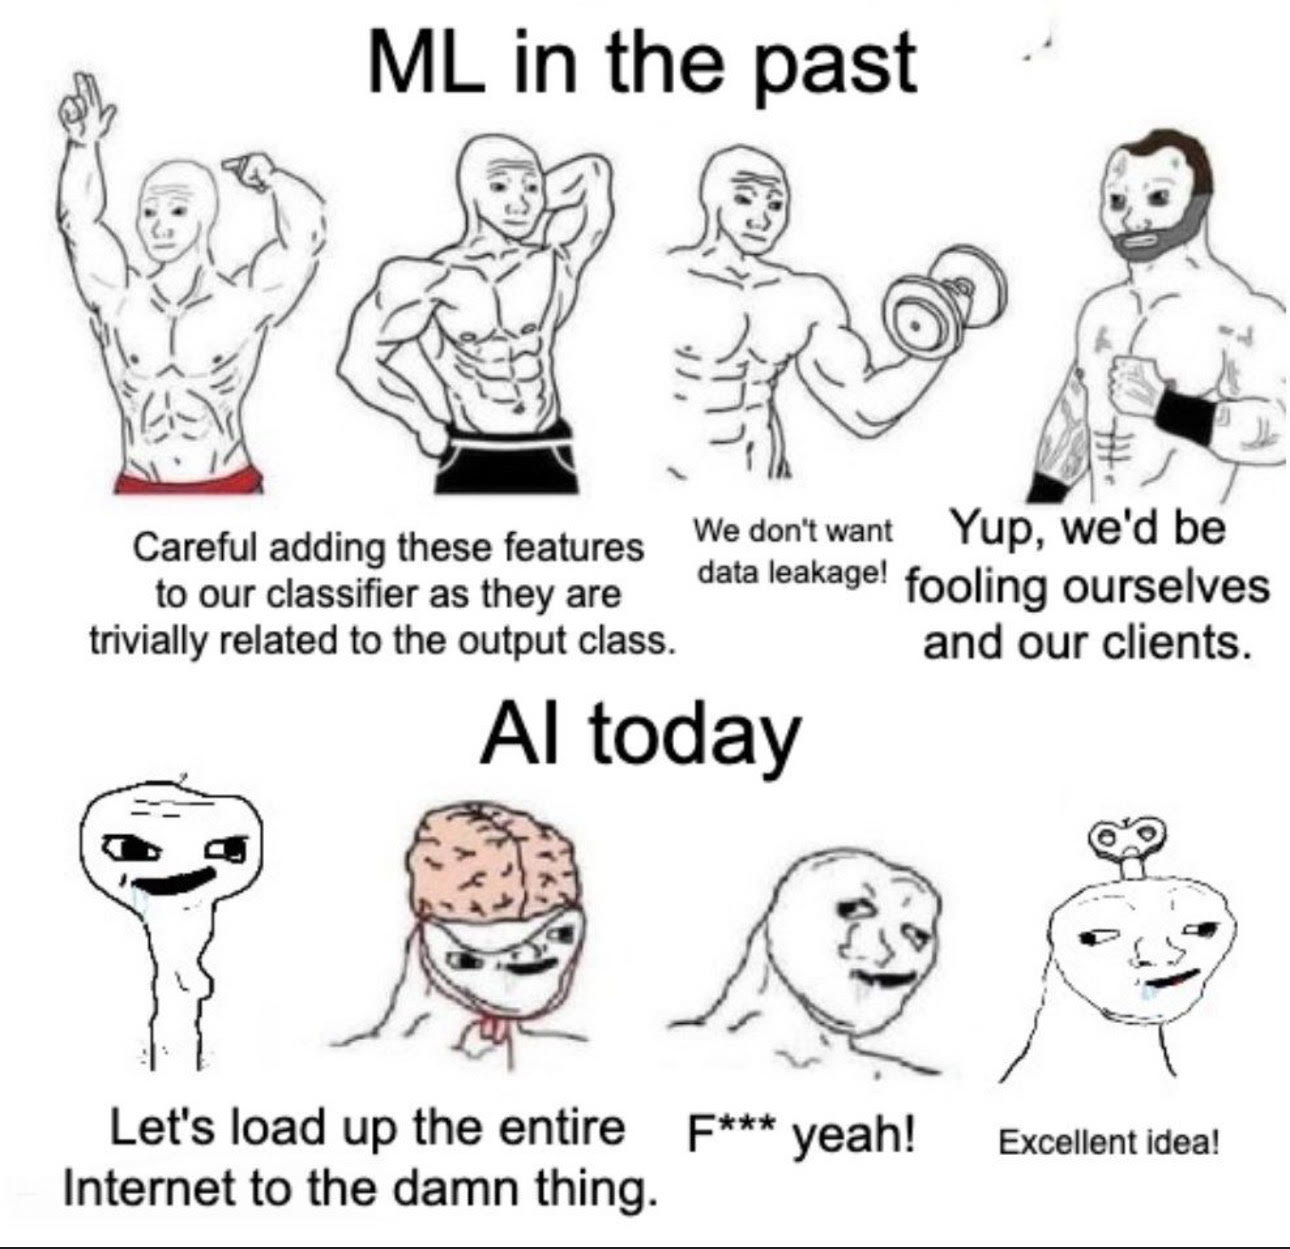 ML in the past
Careful adding these features
to our classifier as they are
trivially related to the output class.
We don't want
data leakage!
Yup, we'd be
fooling ourselves
and our clients.
AI today
Let's load up the entire
Internet to the damn thing.
F*** yeah!
Excellent idea!